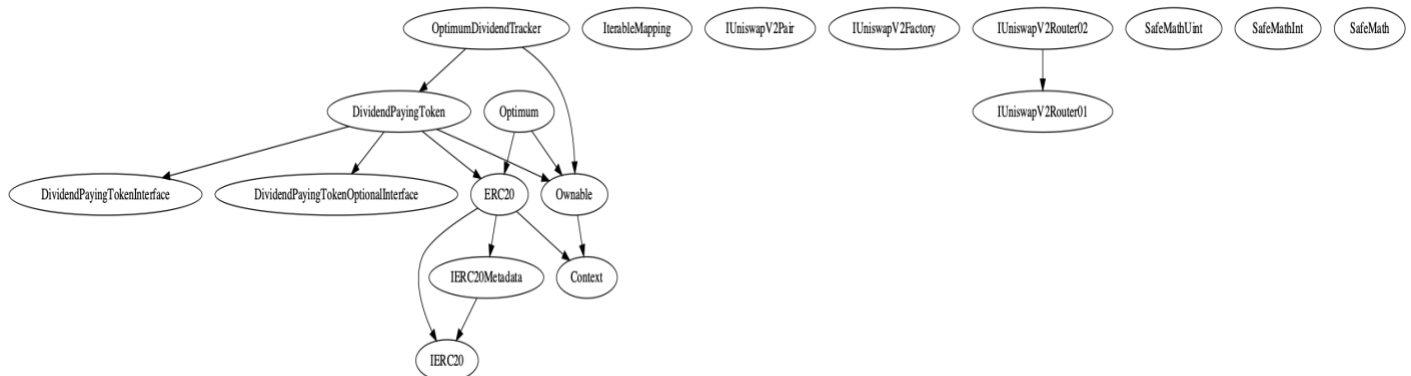 OptimumDividendTracker IterableMapping IUniswapV2Pair IUniswapV2Factory IUniswapV2Router02 SafeMathUint SafeMathInt SafeMath
DividendPayingToken Optimum IUniswapV2Router01
DividendPayingTokenInterface DividendPayingTokenOptionalInterface ERC20 Ownable
IERC20Metadata Context
IERC20